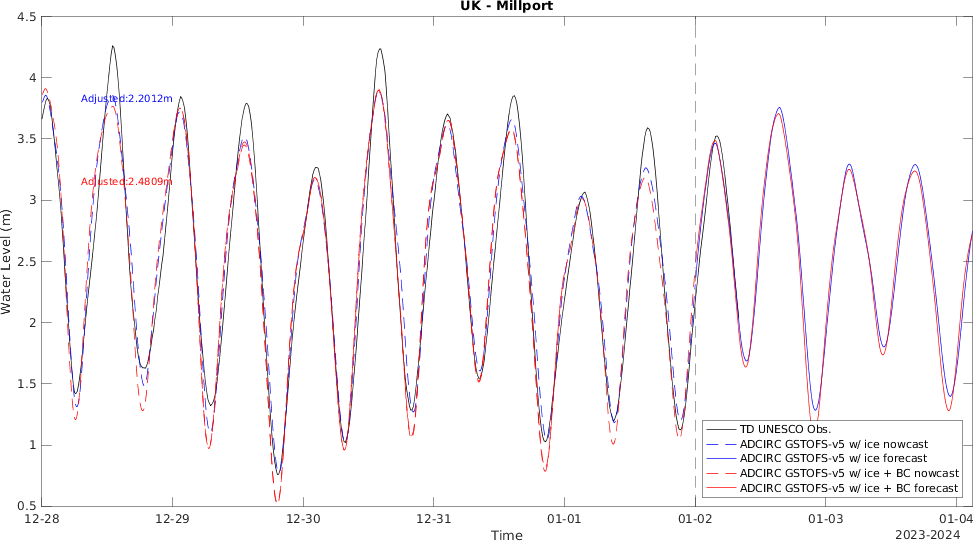 UK - Millport
4.5
4
3.5
3
2.5
2
1.5
1
0.5
Water Level (m)
Adjusted:2.2012m
Adjusted:2.4809m
TD UNESCO Obs.
ADCIRC GSTOFS-v5 w/ ice nowcast
ADCIRC GSTOFS-v5 w/ ice forecast
ADCIRC GSTOFS-v5 w/ ice + BC nowcast
ADCIRC GSTOFS-v5 w/ ice + BC forecast
12-28 12-29 12-30 12-31 01-01 01-02 01-03 01-04
Time
2023-2024